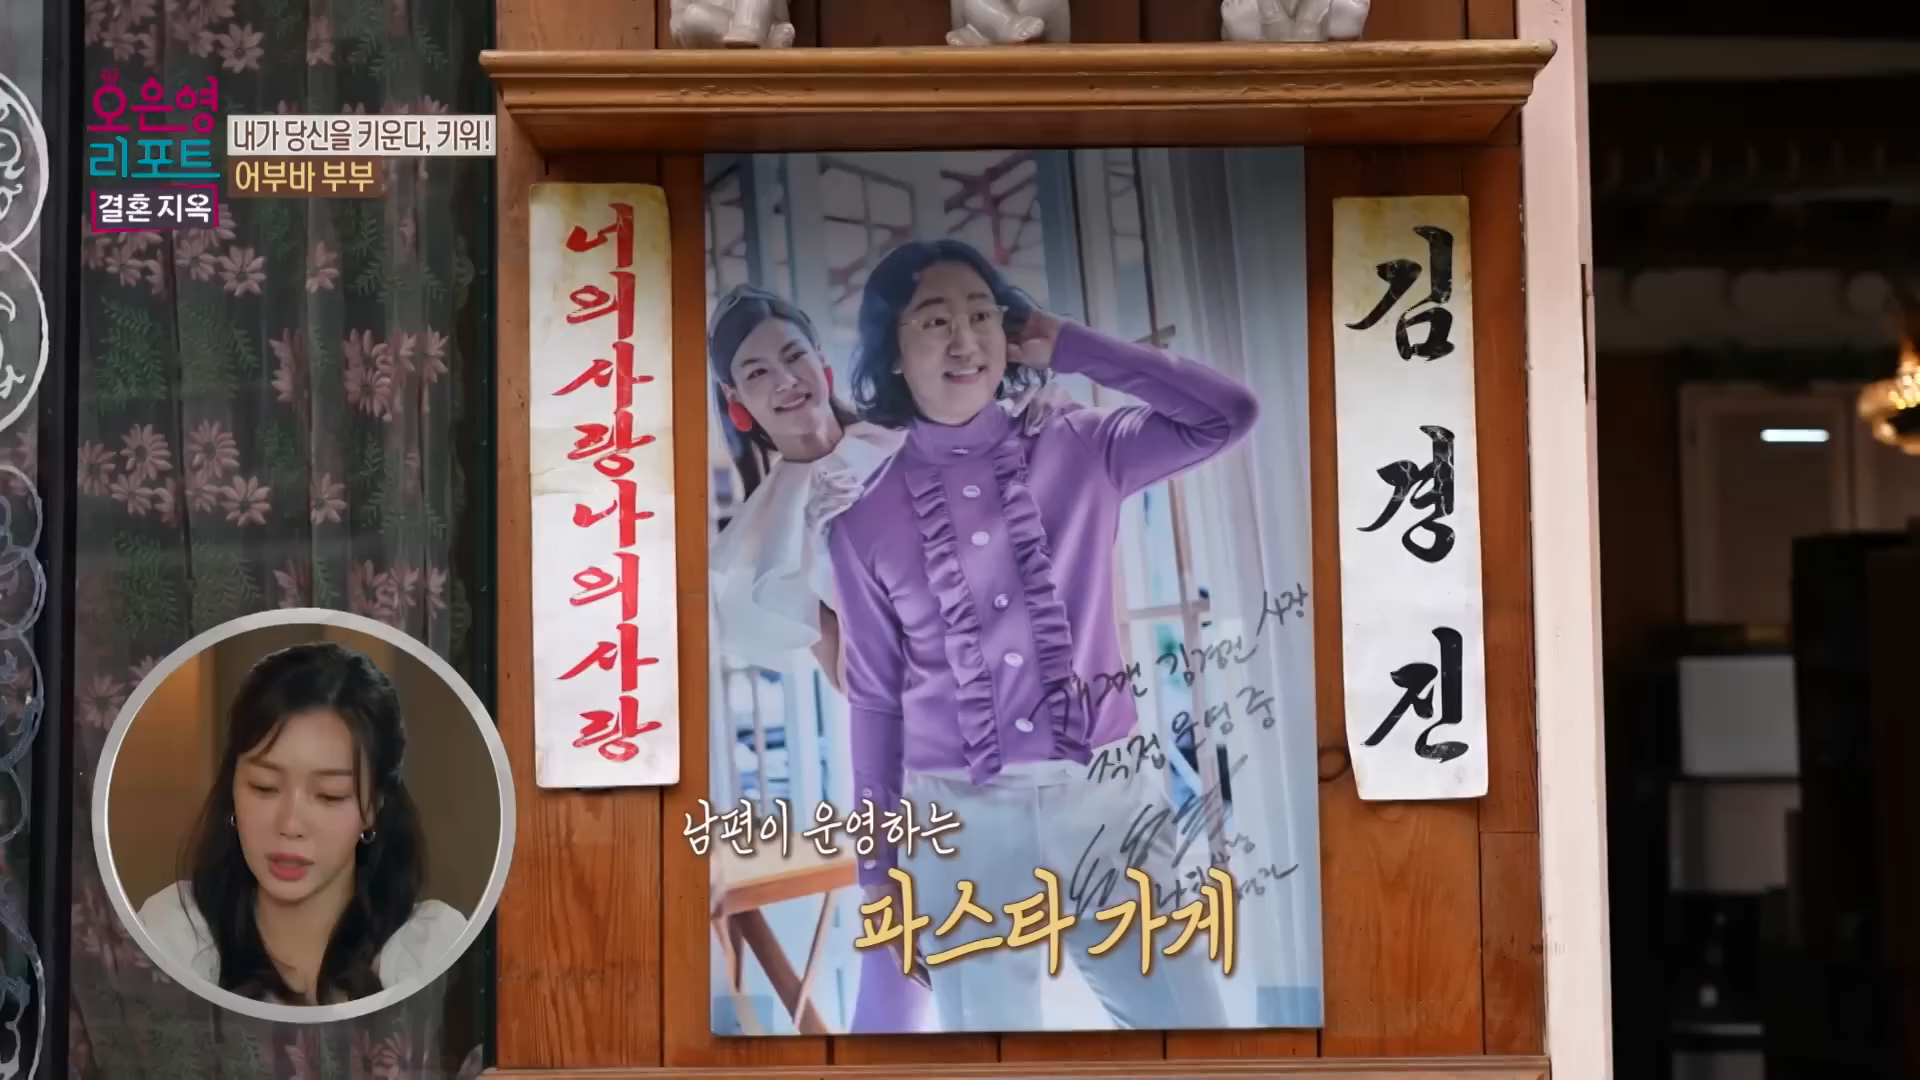 오은영
리포트
결혼 지옥
내가 당신을 키운다, 키워!
어부바 부부
너의 사랑 나의 사랑
김경진
개그맨 김경진 사장
직접 운영 중
남편이 운영하는
파스타 가게